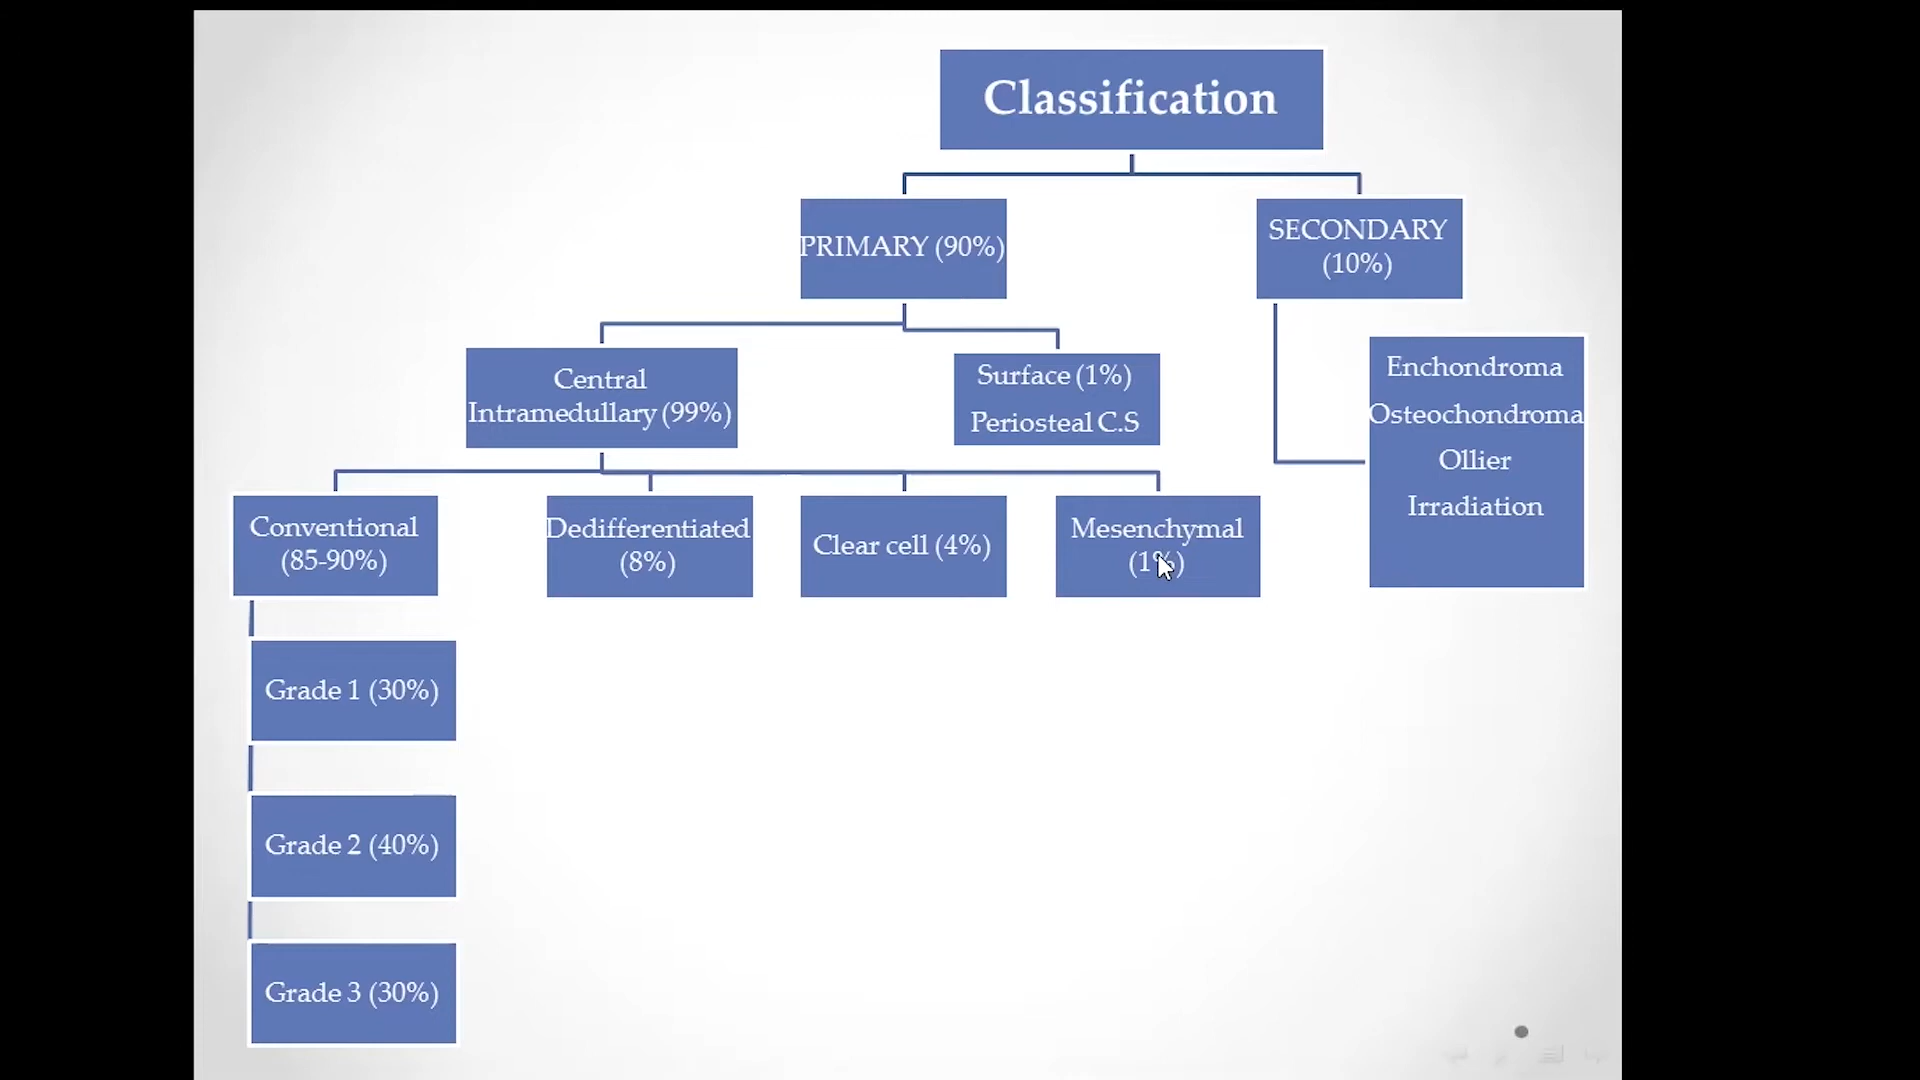 Classification
PRIMARY (90%)
SECONDARY
(10%)
Central
Intramedullary (99%)
Surface (1%)
Periosteal C.S
Enchondroma
Osteochondroma
Ollier
Irradiation
Conventional
(85-90%)
Dedifferentiated
(8%)
Clear cell (4%)
Mesenchymal
(1%)
Grade 1 (30%)
Grade 2 (40%)
Grade 3 (30%)